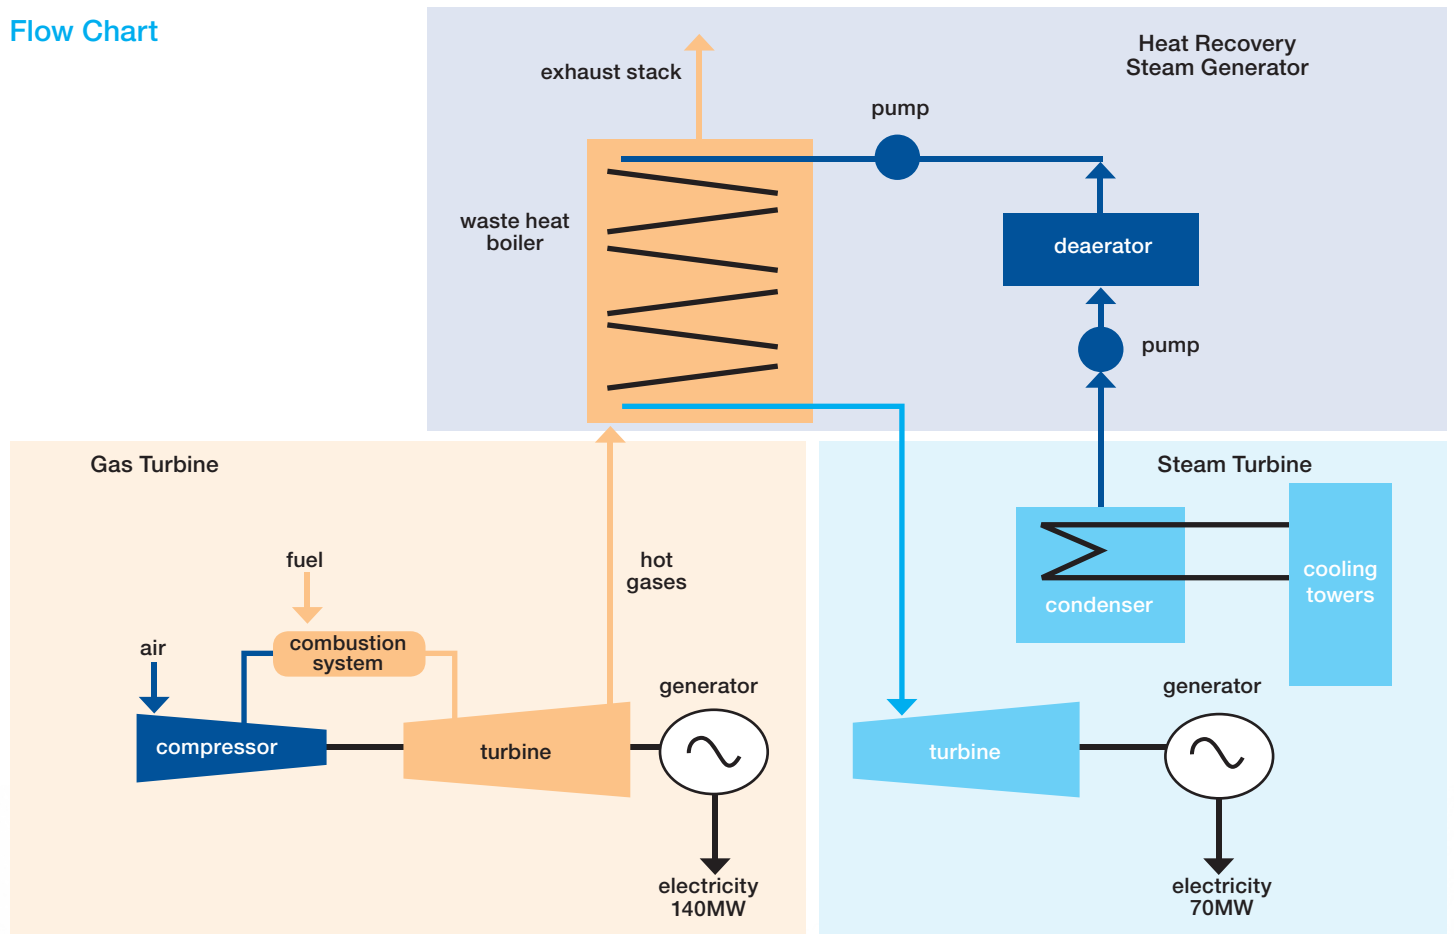 Flow Chart
Heat Recovery
Steam Generator
exhaust stack
pump
waste heat
boiler
deaerator
pump
Gas Turbine
Steam Turbine
fuel
hot
gases
cooling
towers
condenser
air
combustion
system
generator
generator
compressor
turbine
turbine
electricity
140MW
electricity
70MW